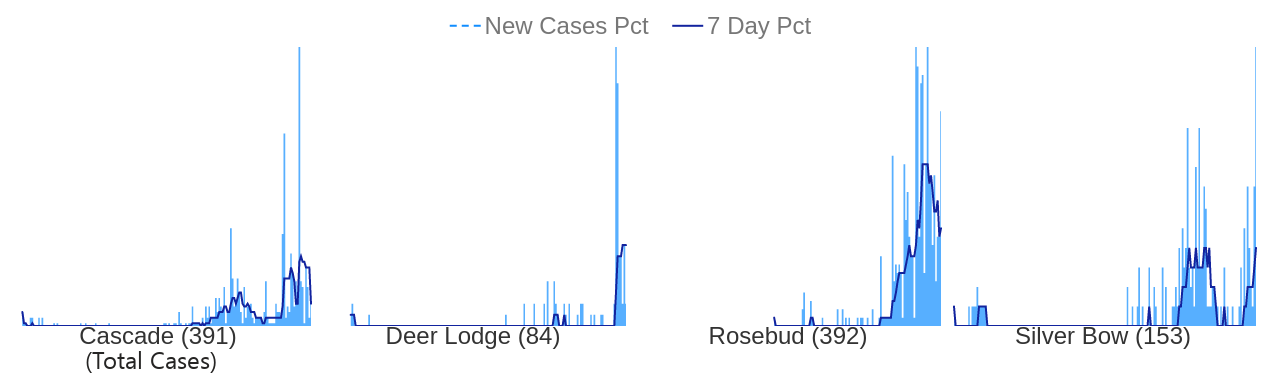 New Cases Pct 7 Day Pct
Cascade (391) Deer Lodge (84) Rosebud (392) Silver Bow (153)
(Total Cases)